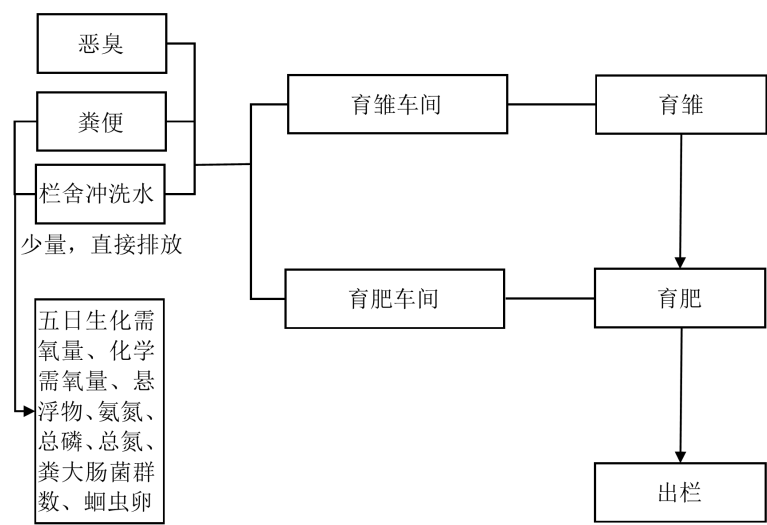 恶臭
粪便
栏舍冲洗水
少量，直接排放
育雏车间
育雏
育肥车间
育肥
出栏
五日生化需
氧量、化学
需氧量、悬
浮物、氨氮、
总磷、总氮、
粪大肠菌群
数、蛔虫卵